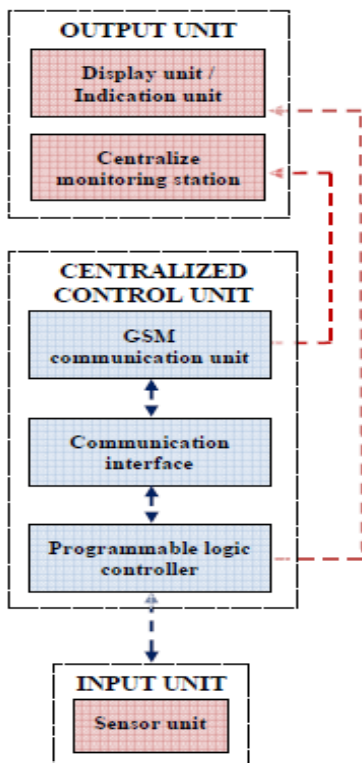 OUTPUT UNIT
Display unit /
Indication unit
Centralize
monitoring station
CENTRALIZED
CONTROL UNIT
GSM
communication unit
Communication
interface
Programmable logic
controller
INPUT UNIT
Sensor unit